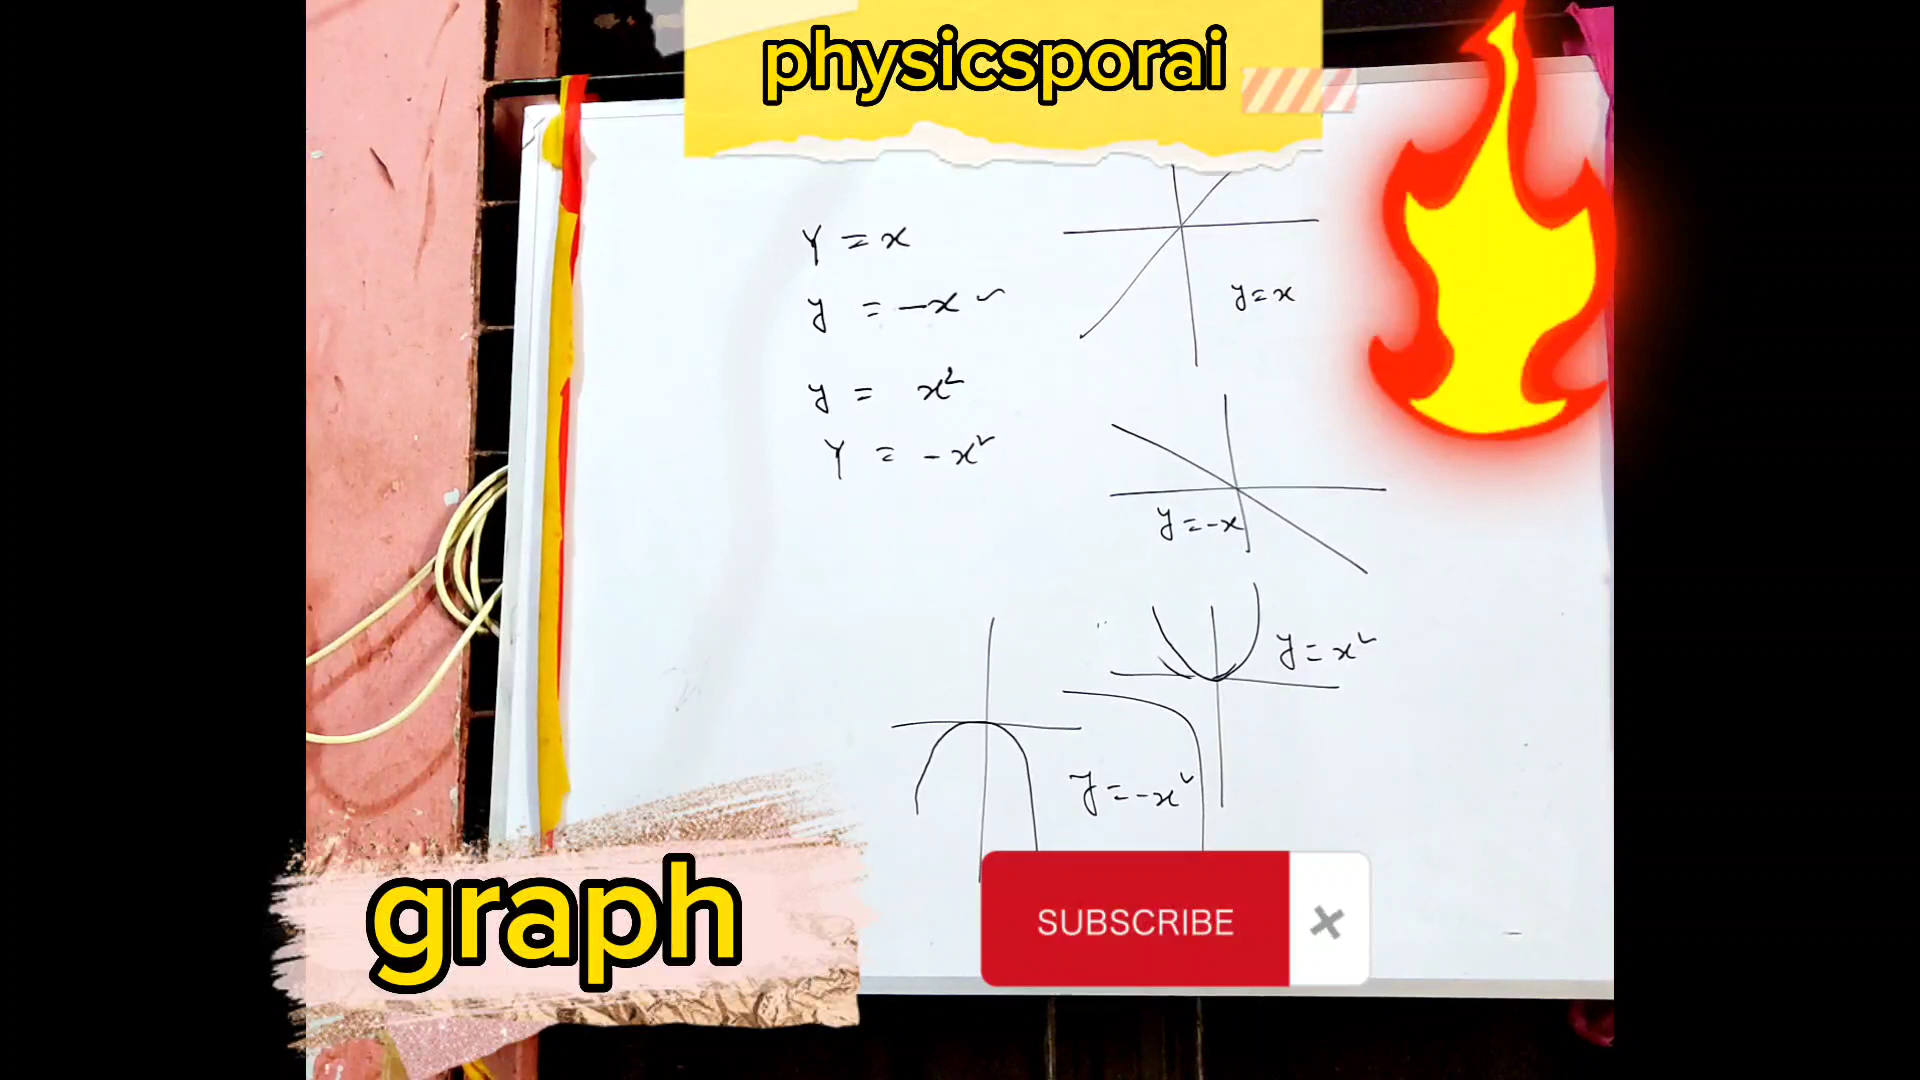 physicsporai
Y = x
y = -x
y = x²
Y = -x²
y = x
y = -x
y = x²
y = -x²
graph
SUBSCRIBE